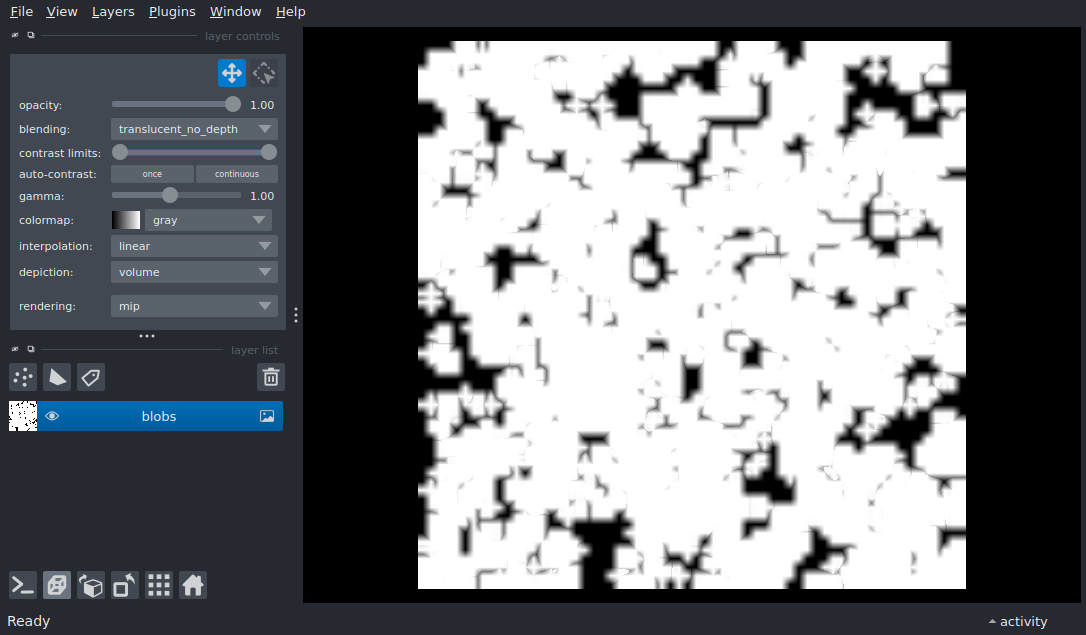 File View Layers Plugins Window Help
layer controls
opacity: 1.00
blending: translucent_no_depth
contrast limits:
auto-contrast: once continuous
gamma: 1.00
colormap: gray
interpolation: linear
depiction: volume
rendering: mip
layer list
blobs
Ready activity